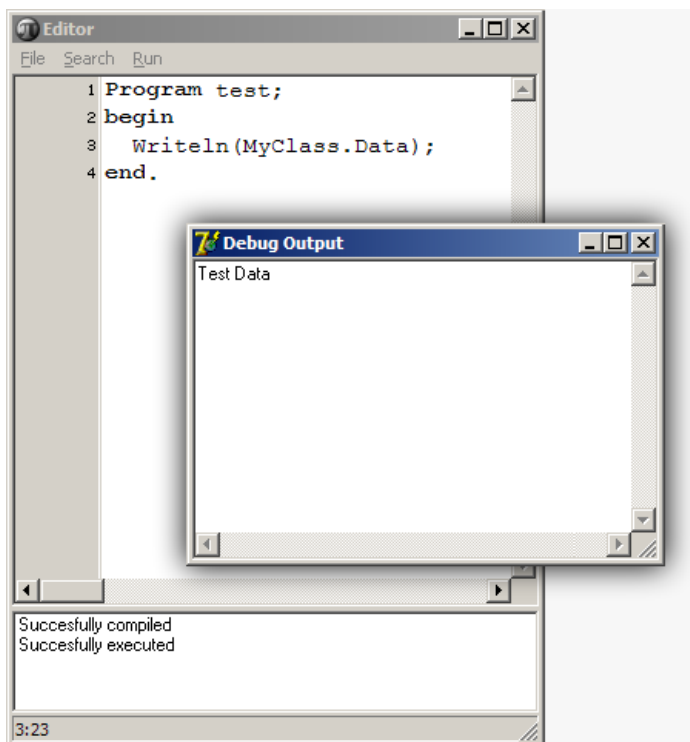 Editor
File Search Run
1 Program test;
2 begin
3 Writeln(MyClass.Data);
4 end.
Debug Output
Test Data
Succesfully compiled
Succesfully executed
3:23